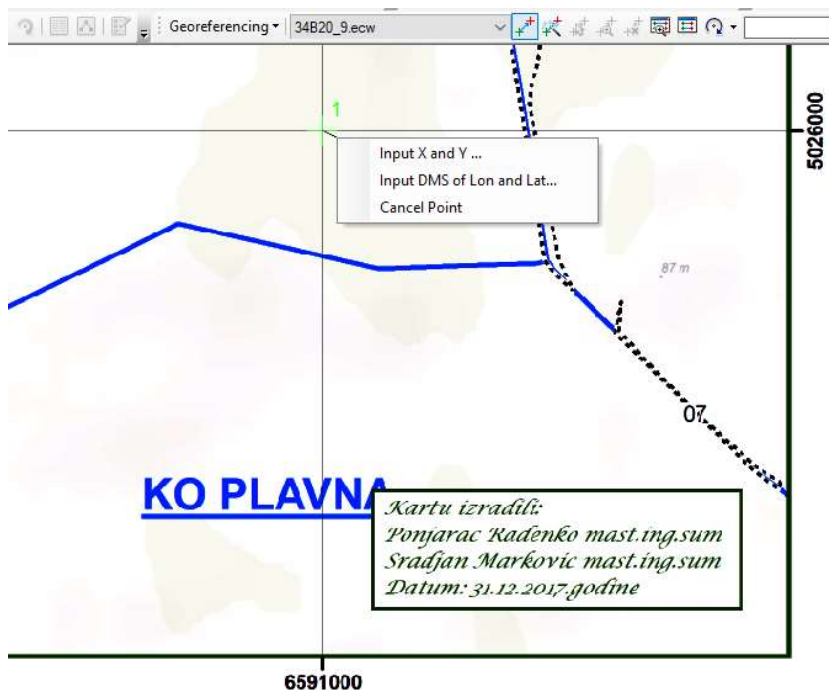 Georeferencing 34B20_9.ecw
1
5026000
Input X and Y ...
Input DMS of Lon and Lat...
Cancel Point
87 m
07
KO PLAVNA
Kartu izradili:
Ponjarac Radenko mast.ing.sum
Sradjan Markovic mast.ing.sum
Datum: 31.12.2017.godine
6591000